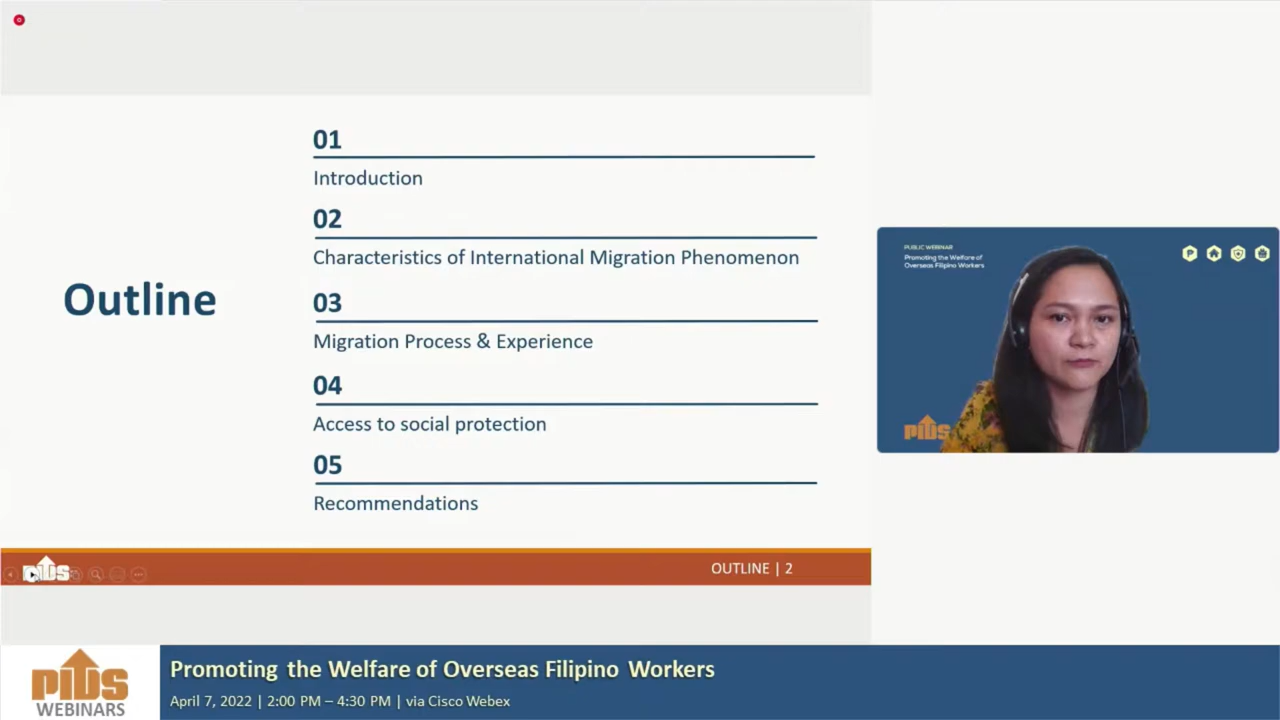 01
Introduction
02
Characteristics of International Migration Phenomenon
Outline
03
Migration Process & Experience
04
Access to social protection
05
Recommendations
PIDS
OUTLINE | 2
PUBLIC WEBINAR
Promoting the Welfare of
Overseas Filipino Workers
P
PIDS
PIDS
WEBINARS
Promoting the Welfare of Overseas Filipino Workers
April 7, 2022 | 2:00 PM – 4:30 PM | via Cisco Webex